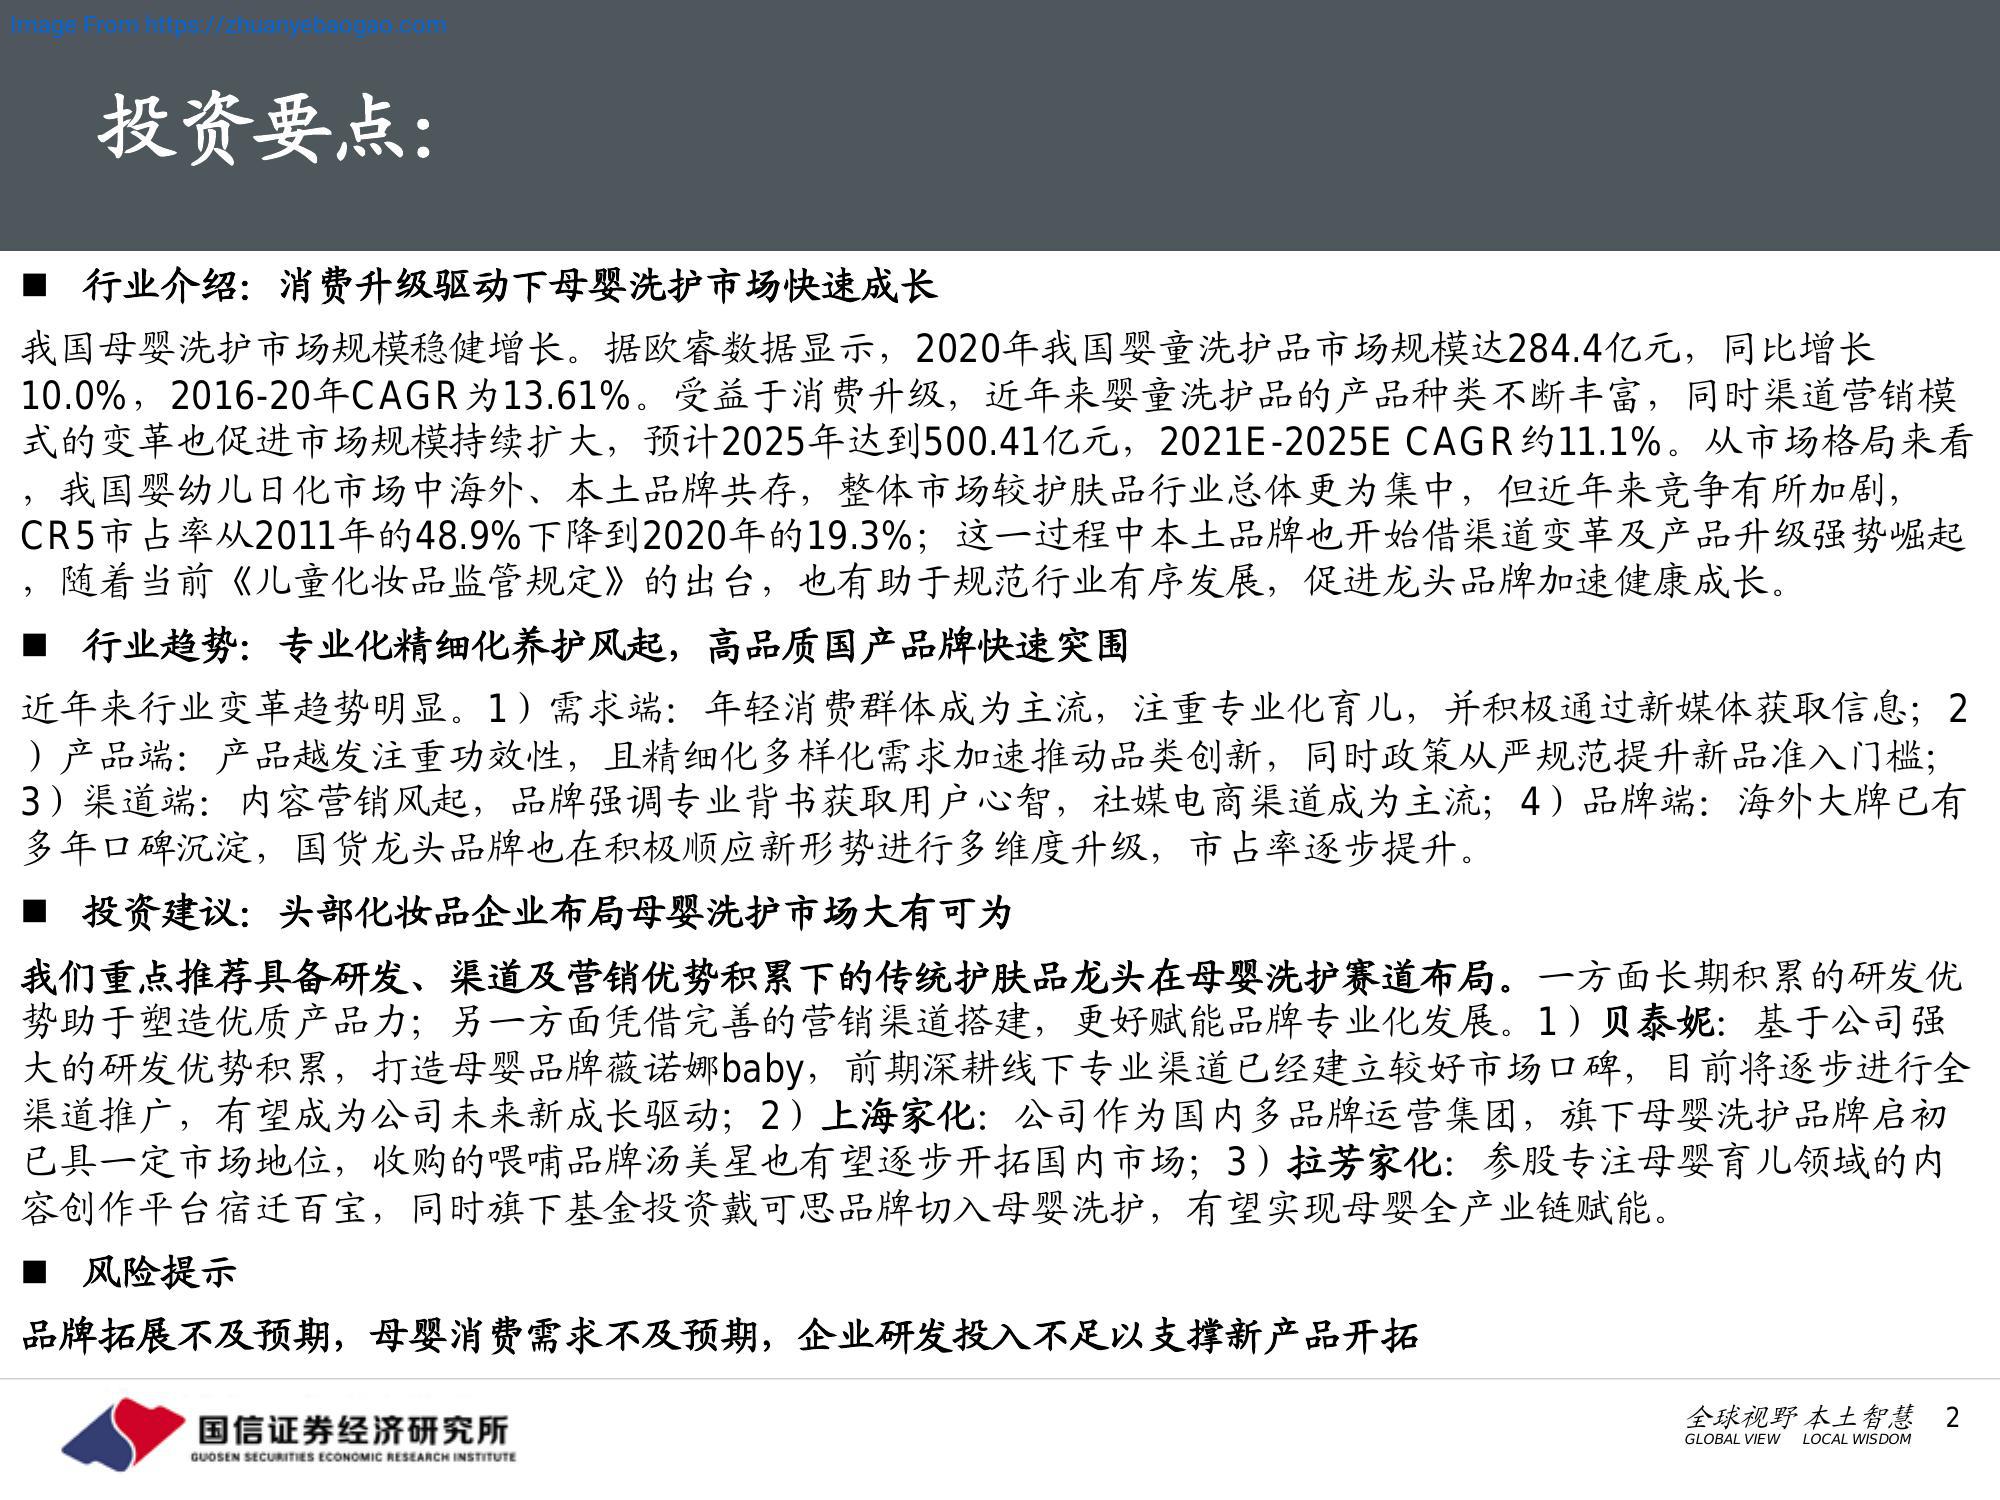 Image From https://zhuanyebaogao.com
投资要点：
■ 行业介绍：消费升级驱动下母婴洗护市场快速成长
我国母婴洗护市场规模稳健增长。据欧睿数据显示，2020年我国婴童洗护品市场规模达284.4亿元，同比增长
10.0%，2016-20年CAGR为13.61%。受益于消费升级，近年来婴童洗护品的产品种类不断丰富，同时渠道营销模
式的变革也促进市场规模持续扩大，预计2025年达到500.41亿元，2021E-2025E CAGR约11.1%。从市场格局来看
，我国婴幼儿日化市场中海外、本土品牌共存，整体市场较护肤品行业总体更为集中，但近年来竞争有所加剧，
CR5市占率从2011年的48.9%下降到2020年的19.3%；这一过程中本土品牌也开始借渠道变革及产品升级强势崛起
，随着当前《儿童化妆品监管规定》的出台，也有助于规范行业有序发展，促进龙头品牌加速健康成长。
■ 行业趋势：专业化精细化养护风起，高品质国产品牌快速突围
近年来行业变革趋势明显。1）需求端：年轻消费群体成为主流，注重专业化育儿，并积极通过新媒体获取信息；2
）产品端：产品越发注重功效性，且精细化多样化需求加速推动品类创新，同时政策从严规范提升新品准入门槛；
3）渠道端：内容营销风起，品牌强调专业背书获取用户心智，社媒电商渠道成为主流；4）品牌端：海外大牌已有
多年口碑沉淀，国货龙头品牌也在积极顺应新形势进行多维度升级，市占率逐步提升。
■ 投资建议：头部化妆品企业布局母婴洗护市场大有可为
我们重点推荐具备研发、渠道及营销优势积累下的传统护肤品龙头在母婴洗护赛道布局。一方面长期积累的研发优
势助于塑造优质产品力；另一方面凭借完善的营销渠道搭建，更好赋能品牌专业化发展。1）贝泰妮：基于公司强
大的研发优势积累，打造母婴品牌薇诺娜baby，前期深耕线下专业渠道已经建立较好市场口碑，目前将逐步进行全
渠道推广，有望成为公司未来新成长驱动；2）上海家化：公司作为国内多品牌运营集团，旗下母婴洗护品牌启初
已具一定市场地位，收购的喂哺品牌汤美星也有望逐步开拓国内市场；3）拉芳家化：参股专注母婴育儿领域的内
容创作平台宿迁百宝，同时旗下基金投资戴可思品牌切入母婴洗护，有望实现母婴全产业链赋能。
■ 风险提示
品牌拓展不及预期，母婴消费需求不及预期，企业研发投入不足以支撑新产品开拓
国信证券经济研究所
GUOSEN SECURITIES ECONOMIC RESEARCH INSTITUTE
全球视野 本土智慧 2
GLOBAL VIEW LOCAL WISDOM